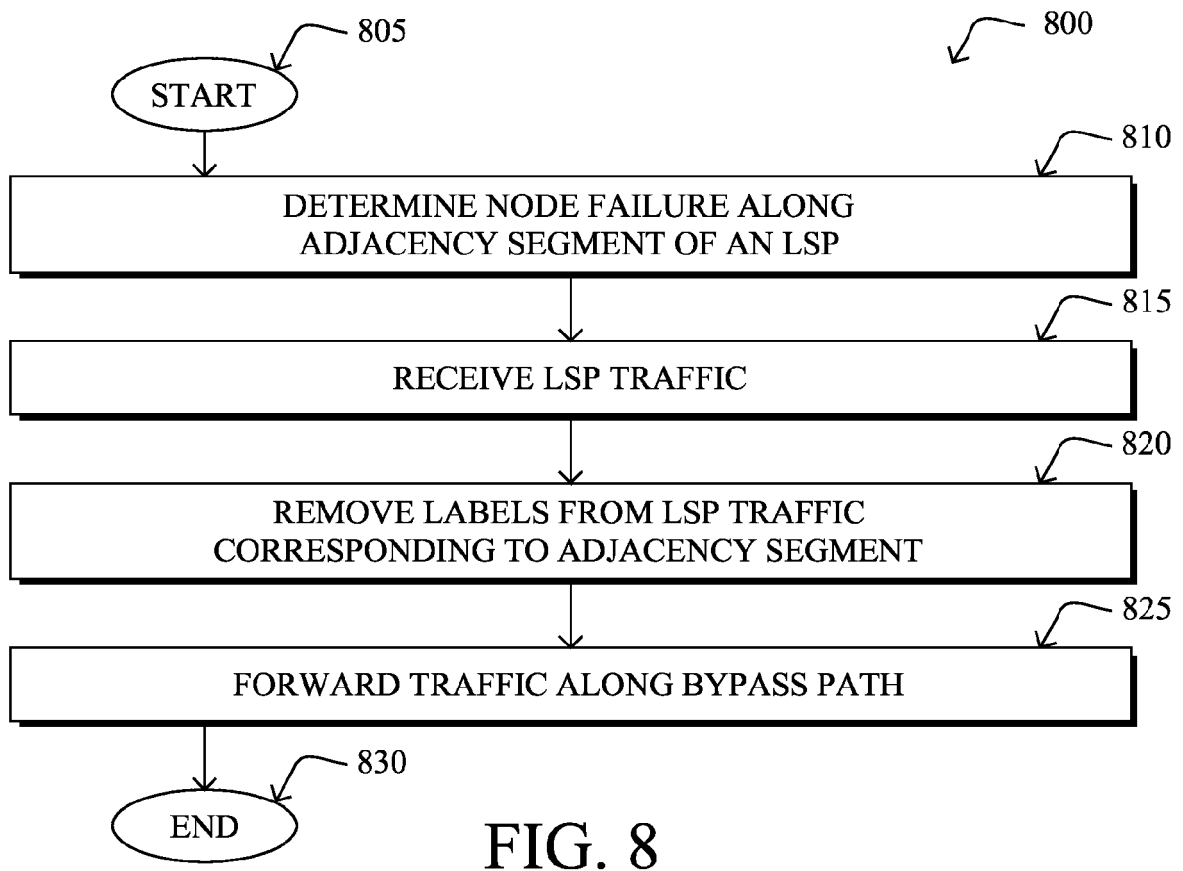 805
800
START
810
DETERMINE NODE FAILURE ALONG
ADJACENCY SEGMENT OF AN LSP
815
RECEIVE LSP TRAFFIC
820
REMOVE LABELS FROM LSP TRAFFIC
CORRESPONDING TO ADJACENCY SEGMENT
825
FORWARD TRAFFIC ALONG BYPASS PATH
830
END
FIG. 8